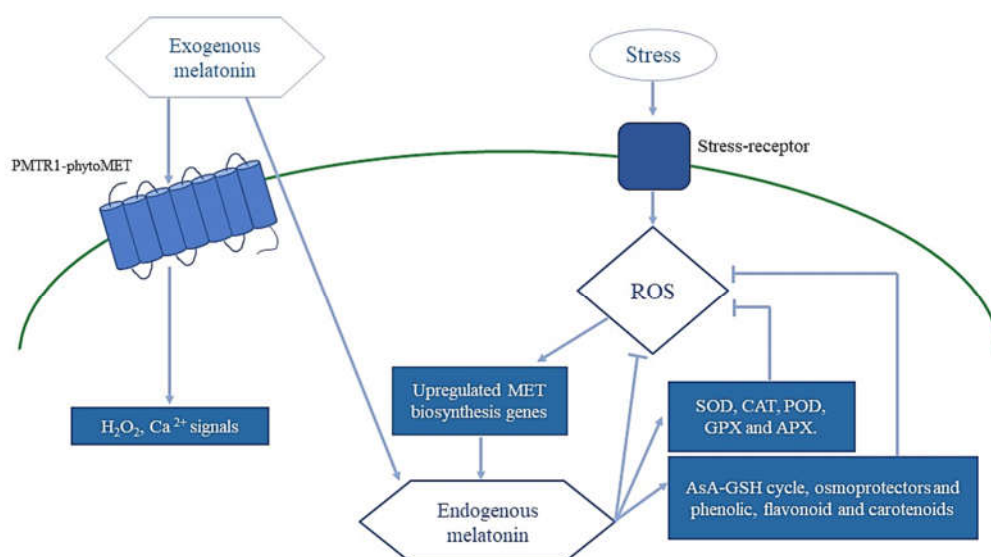 Exogenous
melatonin
Stress
PMTR1-phytoMET
Stress-receptor
ROS
Upregulated MET
biosynthesis genes
SOD, CAT, POD,
GPX and APX.
H₂O₂, Ca ²⁺ signals
AsA-GSH cycle, osmoprotectors and
phenolic, flavonoid and carotenoids
Endogenous
melatonin